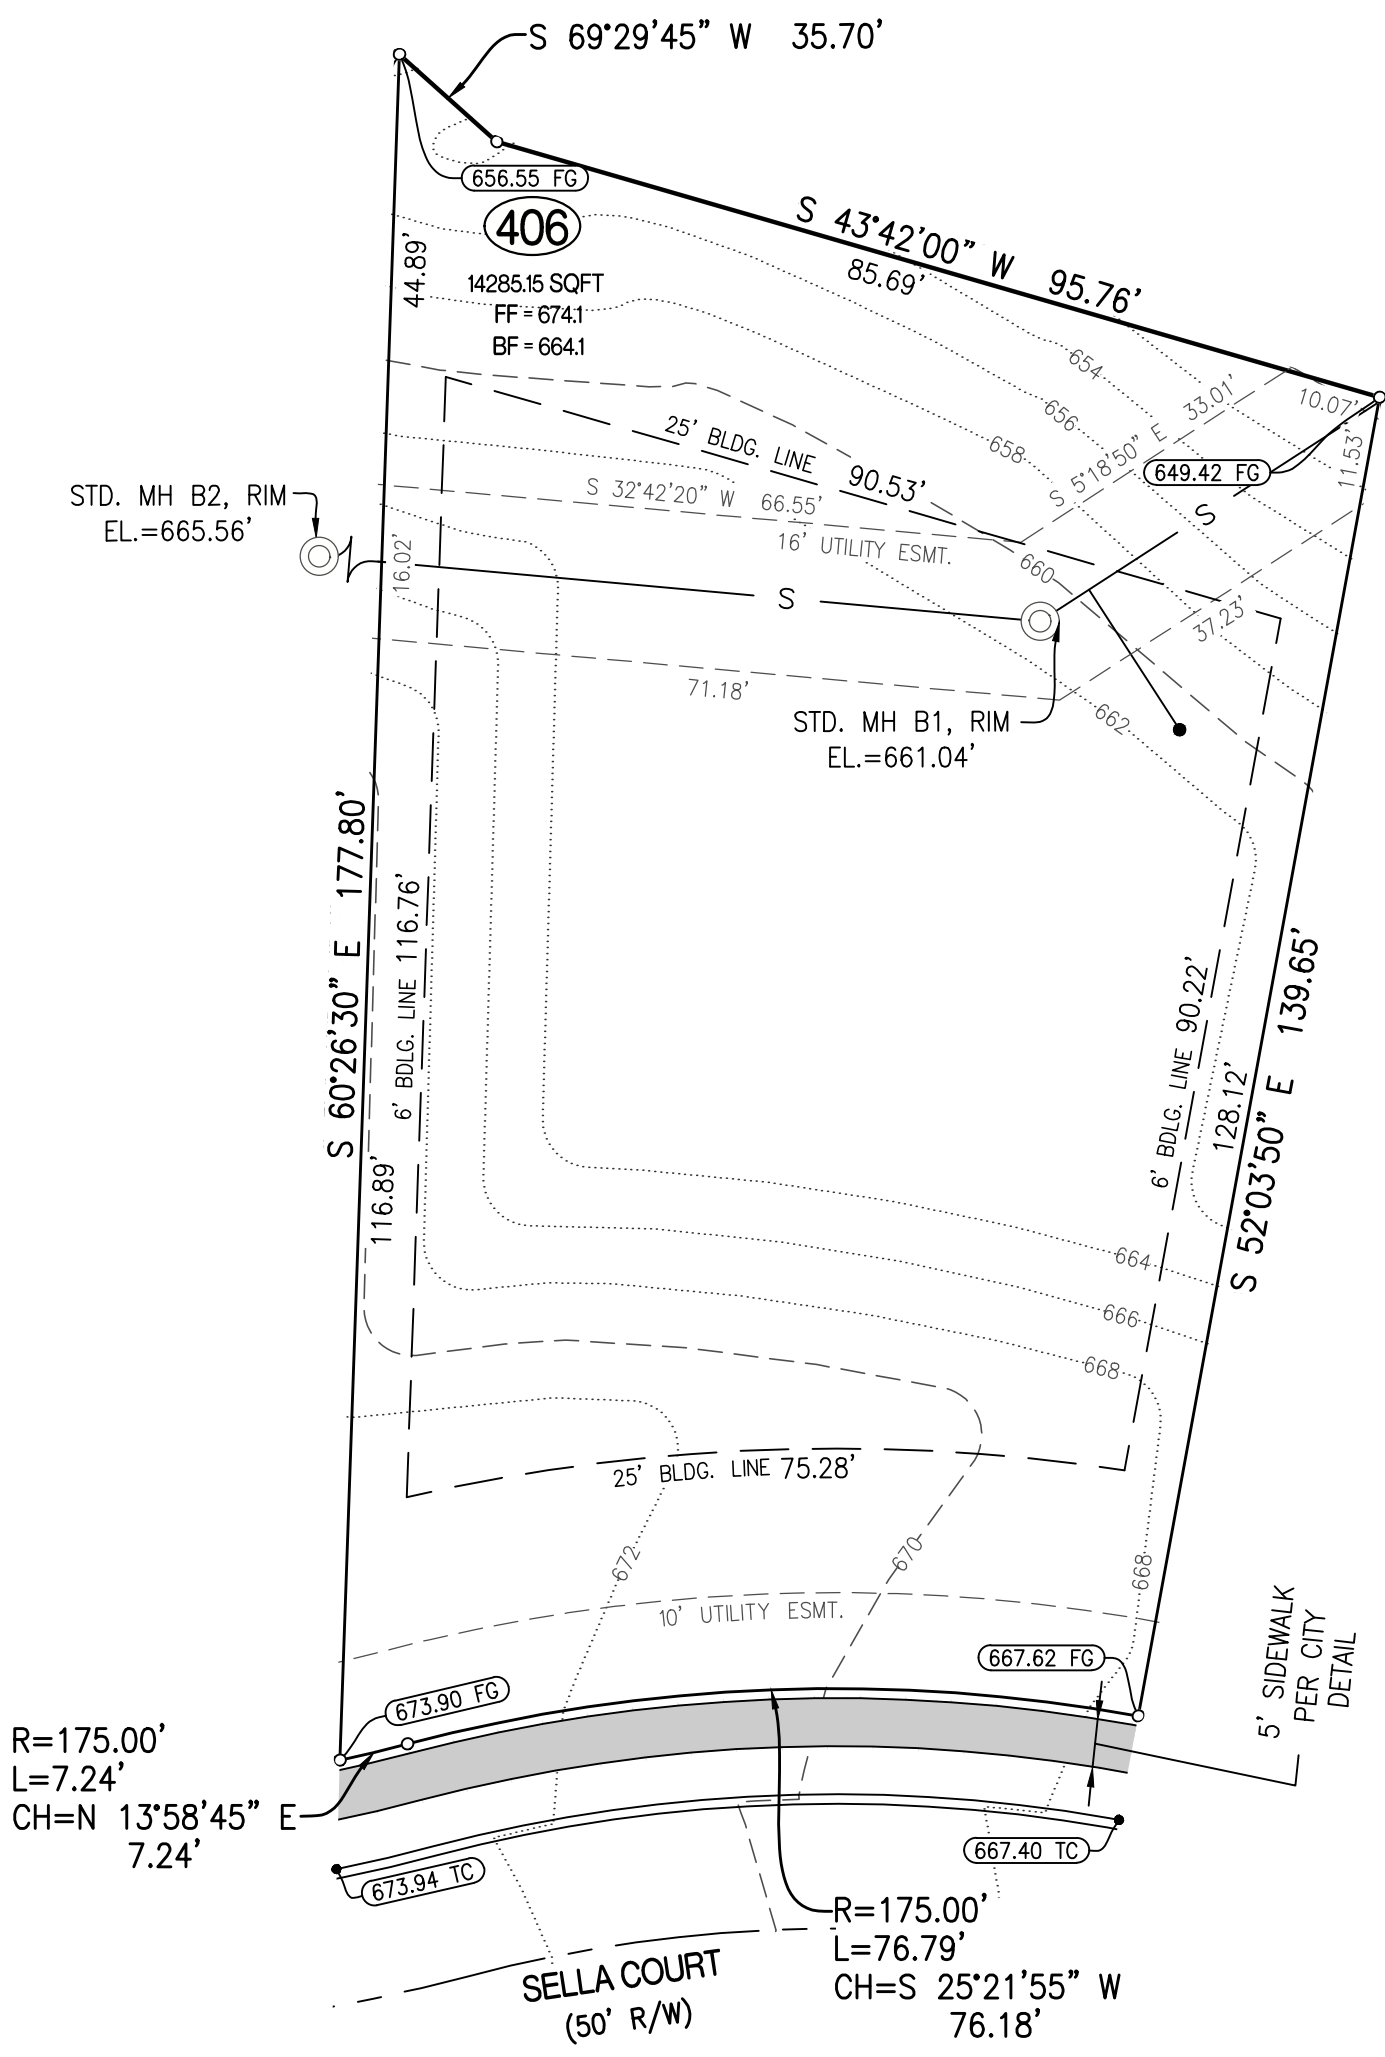 S 69°29'45" W 35.70'
656.55 FG
406
14285.15 SQFT
FF = 674.1
BF = 664.1
44.89'
S 43°42'00" W 95.76'
85.69'
654
656
658
33.01'
10.07'
11.53'
S 5°18'50" E
649.42 FG
25' BLDG. LINE 90.53'
S 32°42'20" W 66.55'
16' UTILITY ESMT.
STD. MH B2, RIM
EL.=665.56'
16.02'
S
S
660
37.23'
71.18'
662
STD. MH B1, RIM
EL.=661.04'
S 60°26'30" E 177.80'
6' BDLG. LINE 116.76'
116.89'
6' BDLG. LINE 90.22'
128.12'
S 52°03'50" E 139.65'
664
666
668
25' BLDG. LINE 75.28'
672
670
668
10' UTILITY ESMT.
667.62 FG
673.90 FG
5' SIDEWALK
PER CITY
DETAIL
R=175.00'
L=7.24'
CH=N 13°58'45" E
7.24'
673.94 TC
667.40 TC
R=175.00'
L=76.79'
CH=S 25°21'55" W
76.18'
SELLA COURT
(50' R/W)